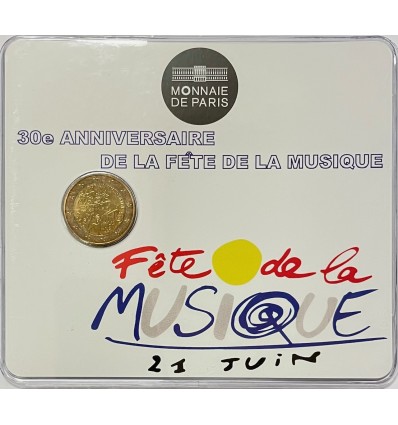 MONNAIE
DE PARIS
30e ANNIVERSAIRE
DE LA FÊTE DE LA MUSIQUE
Fête de la
MUSIQUE
21 JUIN